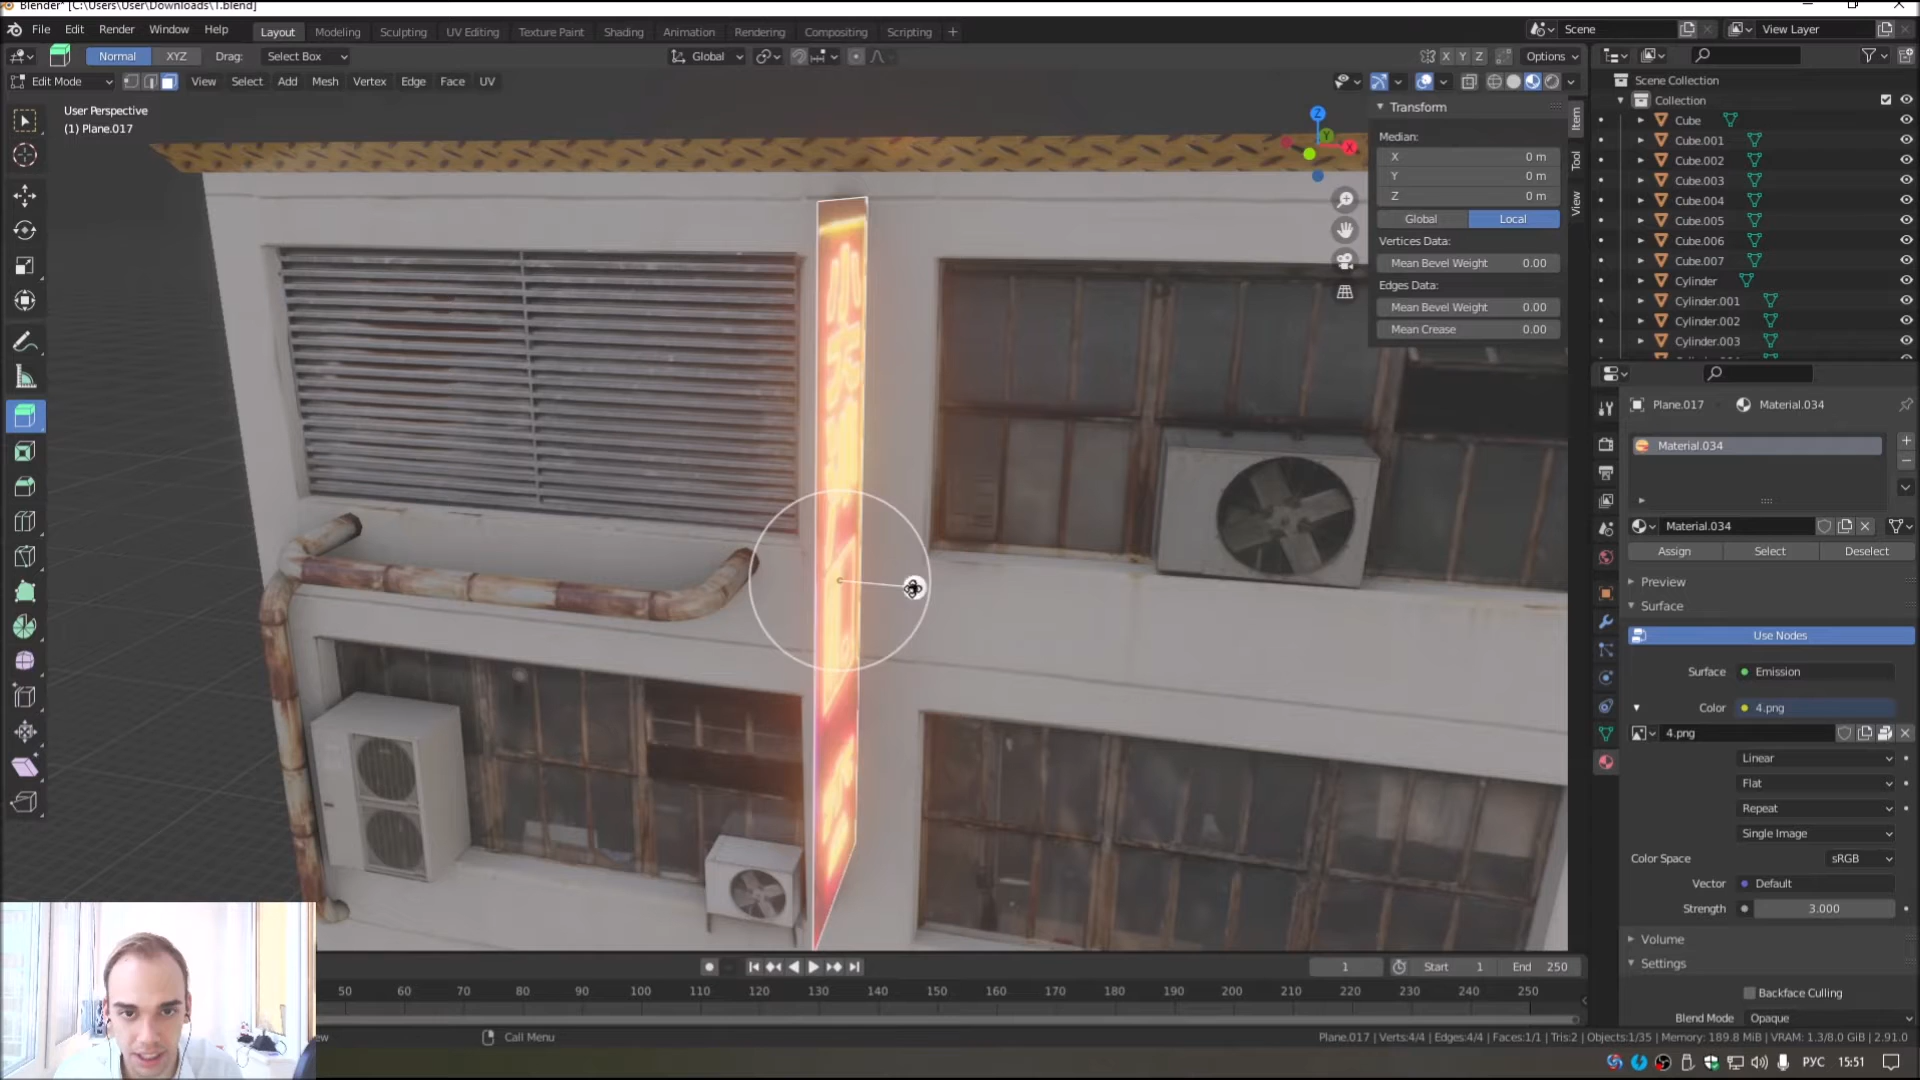 Blender* [C:\Users\User\Downloads\1.blend]
File Edit Render Window Help Layout Modeling Sculpting UV Editing Texture Paint Shading Animation Rendering Compositing Scripting + Scene View Layer
Normal XYZ Drag: Select Box Global X Y Z Options
Edit Mode View Select Add Mesh Vertex Edge Face UV
User Perspective
(1) Plane.017
Z
Y
X
Transform
Median:
X 0 m
Y 0 m
Z 0 m
Global Local
Vertices Data:
Mean Bevel Weight 0.00
Edges Data:
Mean Bevel Weight 0.00
Mean Crease 0.00
Item
Tool
View
Scene Collection
Collection
Cube
Cube.001
Cube.002
Cube.003
Cube.004
Cube.005
Cube.006
Cube.007
Cylinder
Cylinder.001
Cylinder.002
Cylinder.003
Plane.017 Material.034
Material.034
Material.034
Assign Select Deselect
Preview
Surface
Use Nodes
Surface Emission
Color 4.png
4.png
Linear
Flat
Repeat
Single Image
Color Space sRGB
Vector Default
Strength 3.000
Volume
Settings
Backface Culling
Blend Mode Opaque
1 Start 1 End 250
50 60 70 80 90 100 110 120 130 140 150 160 170 180 190 200 210 220 230 240 250
Call Menu
Plane.017 | Verts:4/4 | Edges:4/4 | Faces:1/1 | Tris:2 | Objects:1/35 | Memory: 189.8 MiB | VRAM: 1.3/8.0 GiB | 2.91.0
РУС 15:51